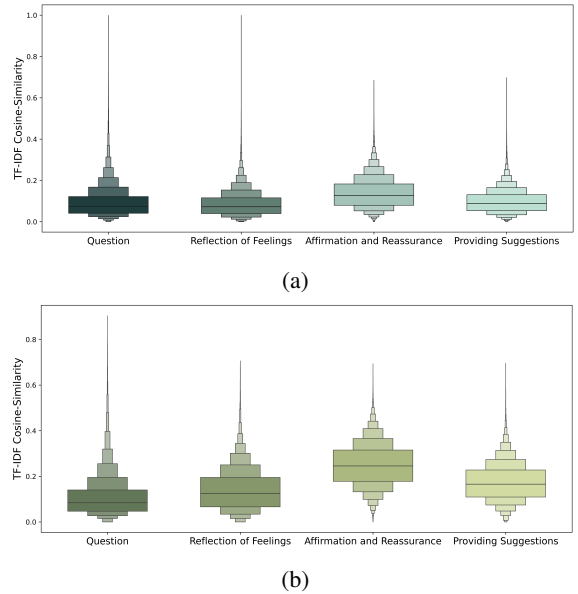 1.0
0.8
0.6
0.4
0.2
0.0
TF-IDF Cosine-Similarity
Question Reflection of Feelings Affirmation and Reassurance Providing Suggestions
(a)
0.8
0.6
0.4
0.2
0.0
TF-IDF Cosine-Similarity
Question Reflection of Feelings Affirmation and Reassurance Providing Suggestions
(b)